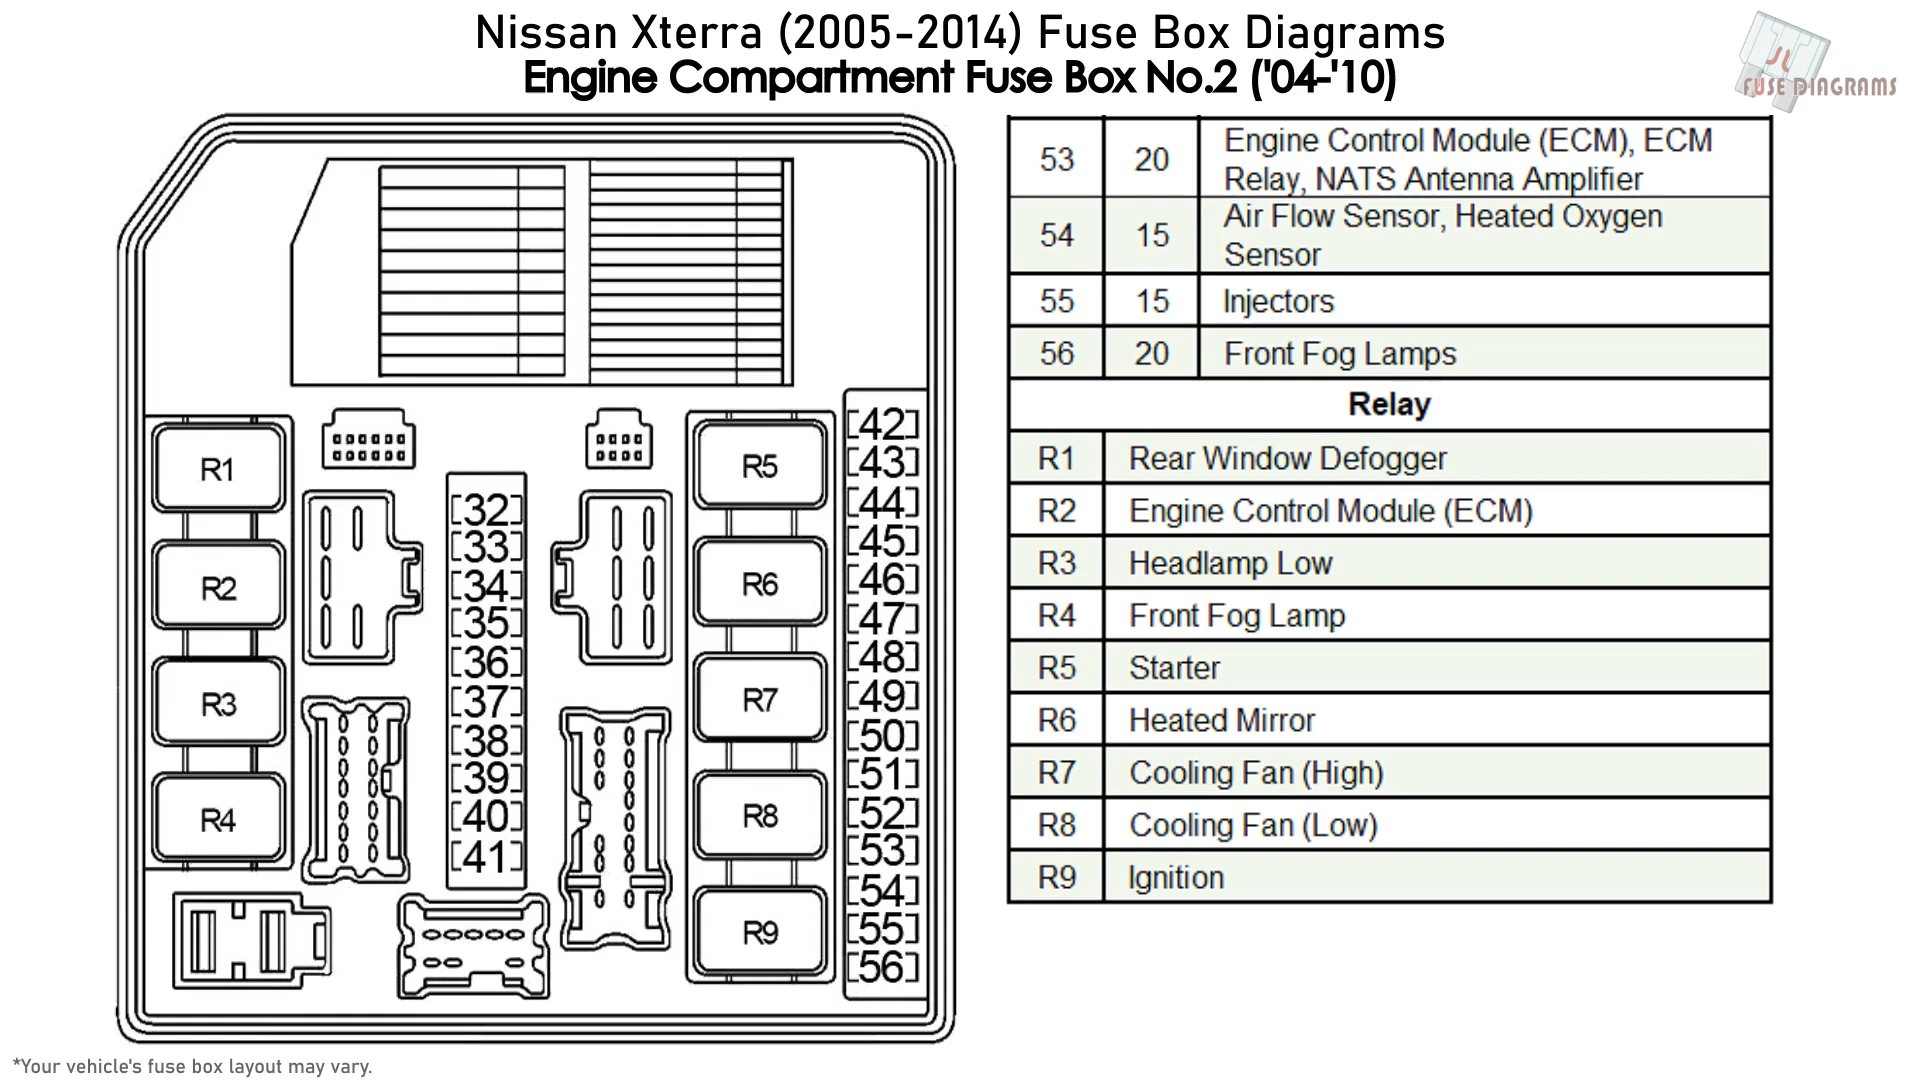 Nissan Xterra (2005-2014) Fuse Box Diagrams
Engine Compartment Fuse Box No.2 ('04-'10)
FUSE DIAGRAMS
R1
R2
R3
R4
32
33
34
35
36
37
38
39
40
41
R5
R6
R7
R8
R9
42
43
44
45
46
47
48
49
50
51
52
53
54
55
56
53 20 Engine Control Module (ECM), ECM
Relay, NATS Antenna Amplifier
54 15 Air Flow Sensor, Heated Oxygen
Sensor
55 15 Injectors
56 20 Front Fog Lamps
Relay
R1 Rear Window Defogger
R2 Engine Control Module (ECM)
R3 Headlamp Low
R4 Front Fog Lamp
R5 Starter
R6 Heated Mirror
R7 Cooling Fan (High)
R8 Cooling Fan (Low)
R9 Ignition
*Your vehicle's fuse box layout may vary.